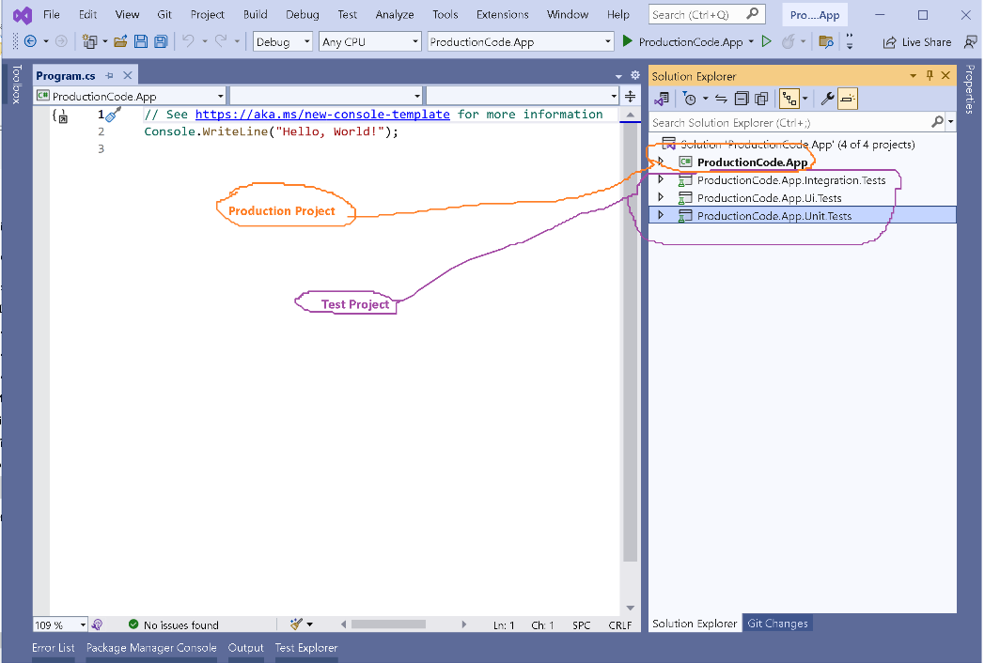 File Edit View Git Project Build Debug Test Analyze Tools Extensions Window Help Search (Ctrl+Q) Pro....App
Debug Any CPU ProductionCode.App ProductionCode.App Live Share
Toolbox
Program.cs
ProductionCode.App
1 // See https://aka.ms/new-console-template for more information
2 Console.WriteLine("Hello, World!");
3
Production Project
Test Project
109 % No issues found Ln: 1 Ch: 1 SPC CRLF
Solution Explorer
Search Solution Explorer (Ctrl+;)
Solution 'ProductionCode.App' (4 of 4 projects)
C# ProductionCode.App
ProductionCode.App.Integration.Tests
ProductionCode.App.Ui.Tests
ProductionCode.App.Unit.Tests
Solution Explorer Git Changes
Properties
Error List Package Manager Console Output Test Explorer